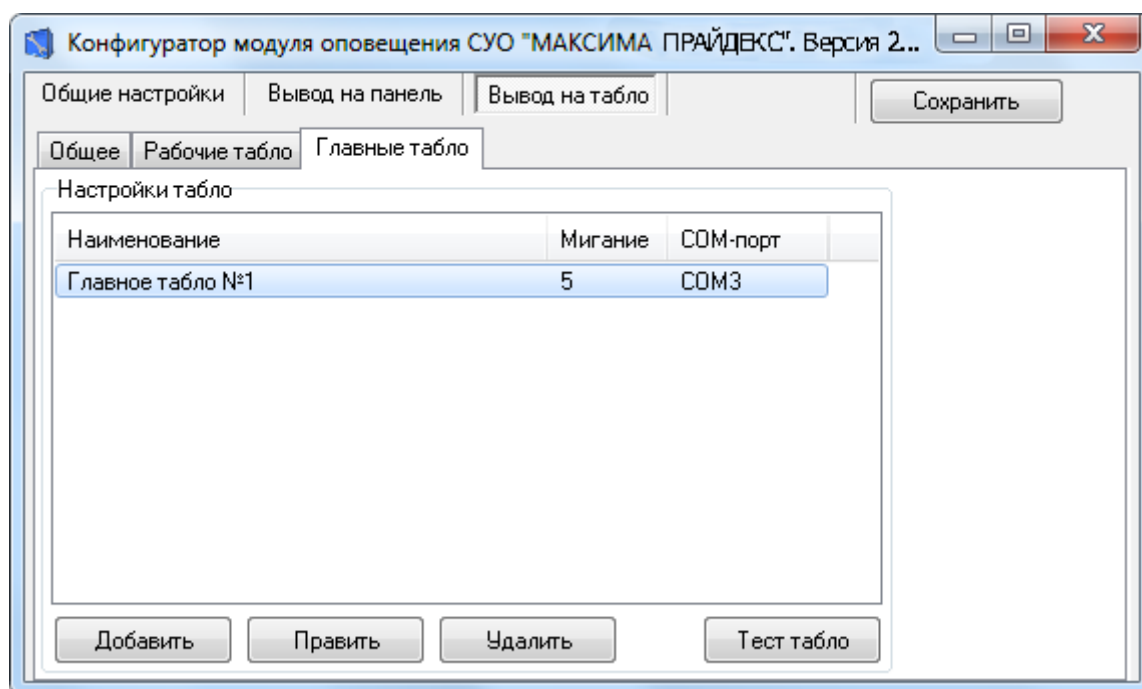 Конфигуратор модуля оповещения СУО "МАКСИМА ПРАЙДЕКС". Версия 2...
Общие настройки Вывод на панель Вывод на табло Сохранить
Общее Рабочие табло Главные табло
Настройки табло
Наименование Мигание COM-порт
Главное табло №1 5 COM3
Добавить Править Удалить Тест табло